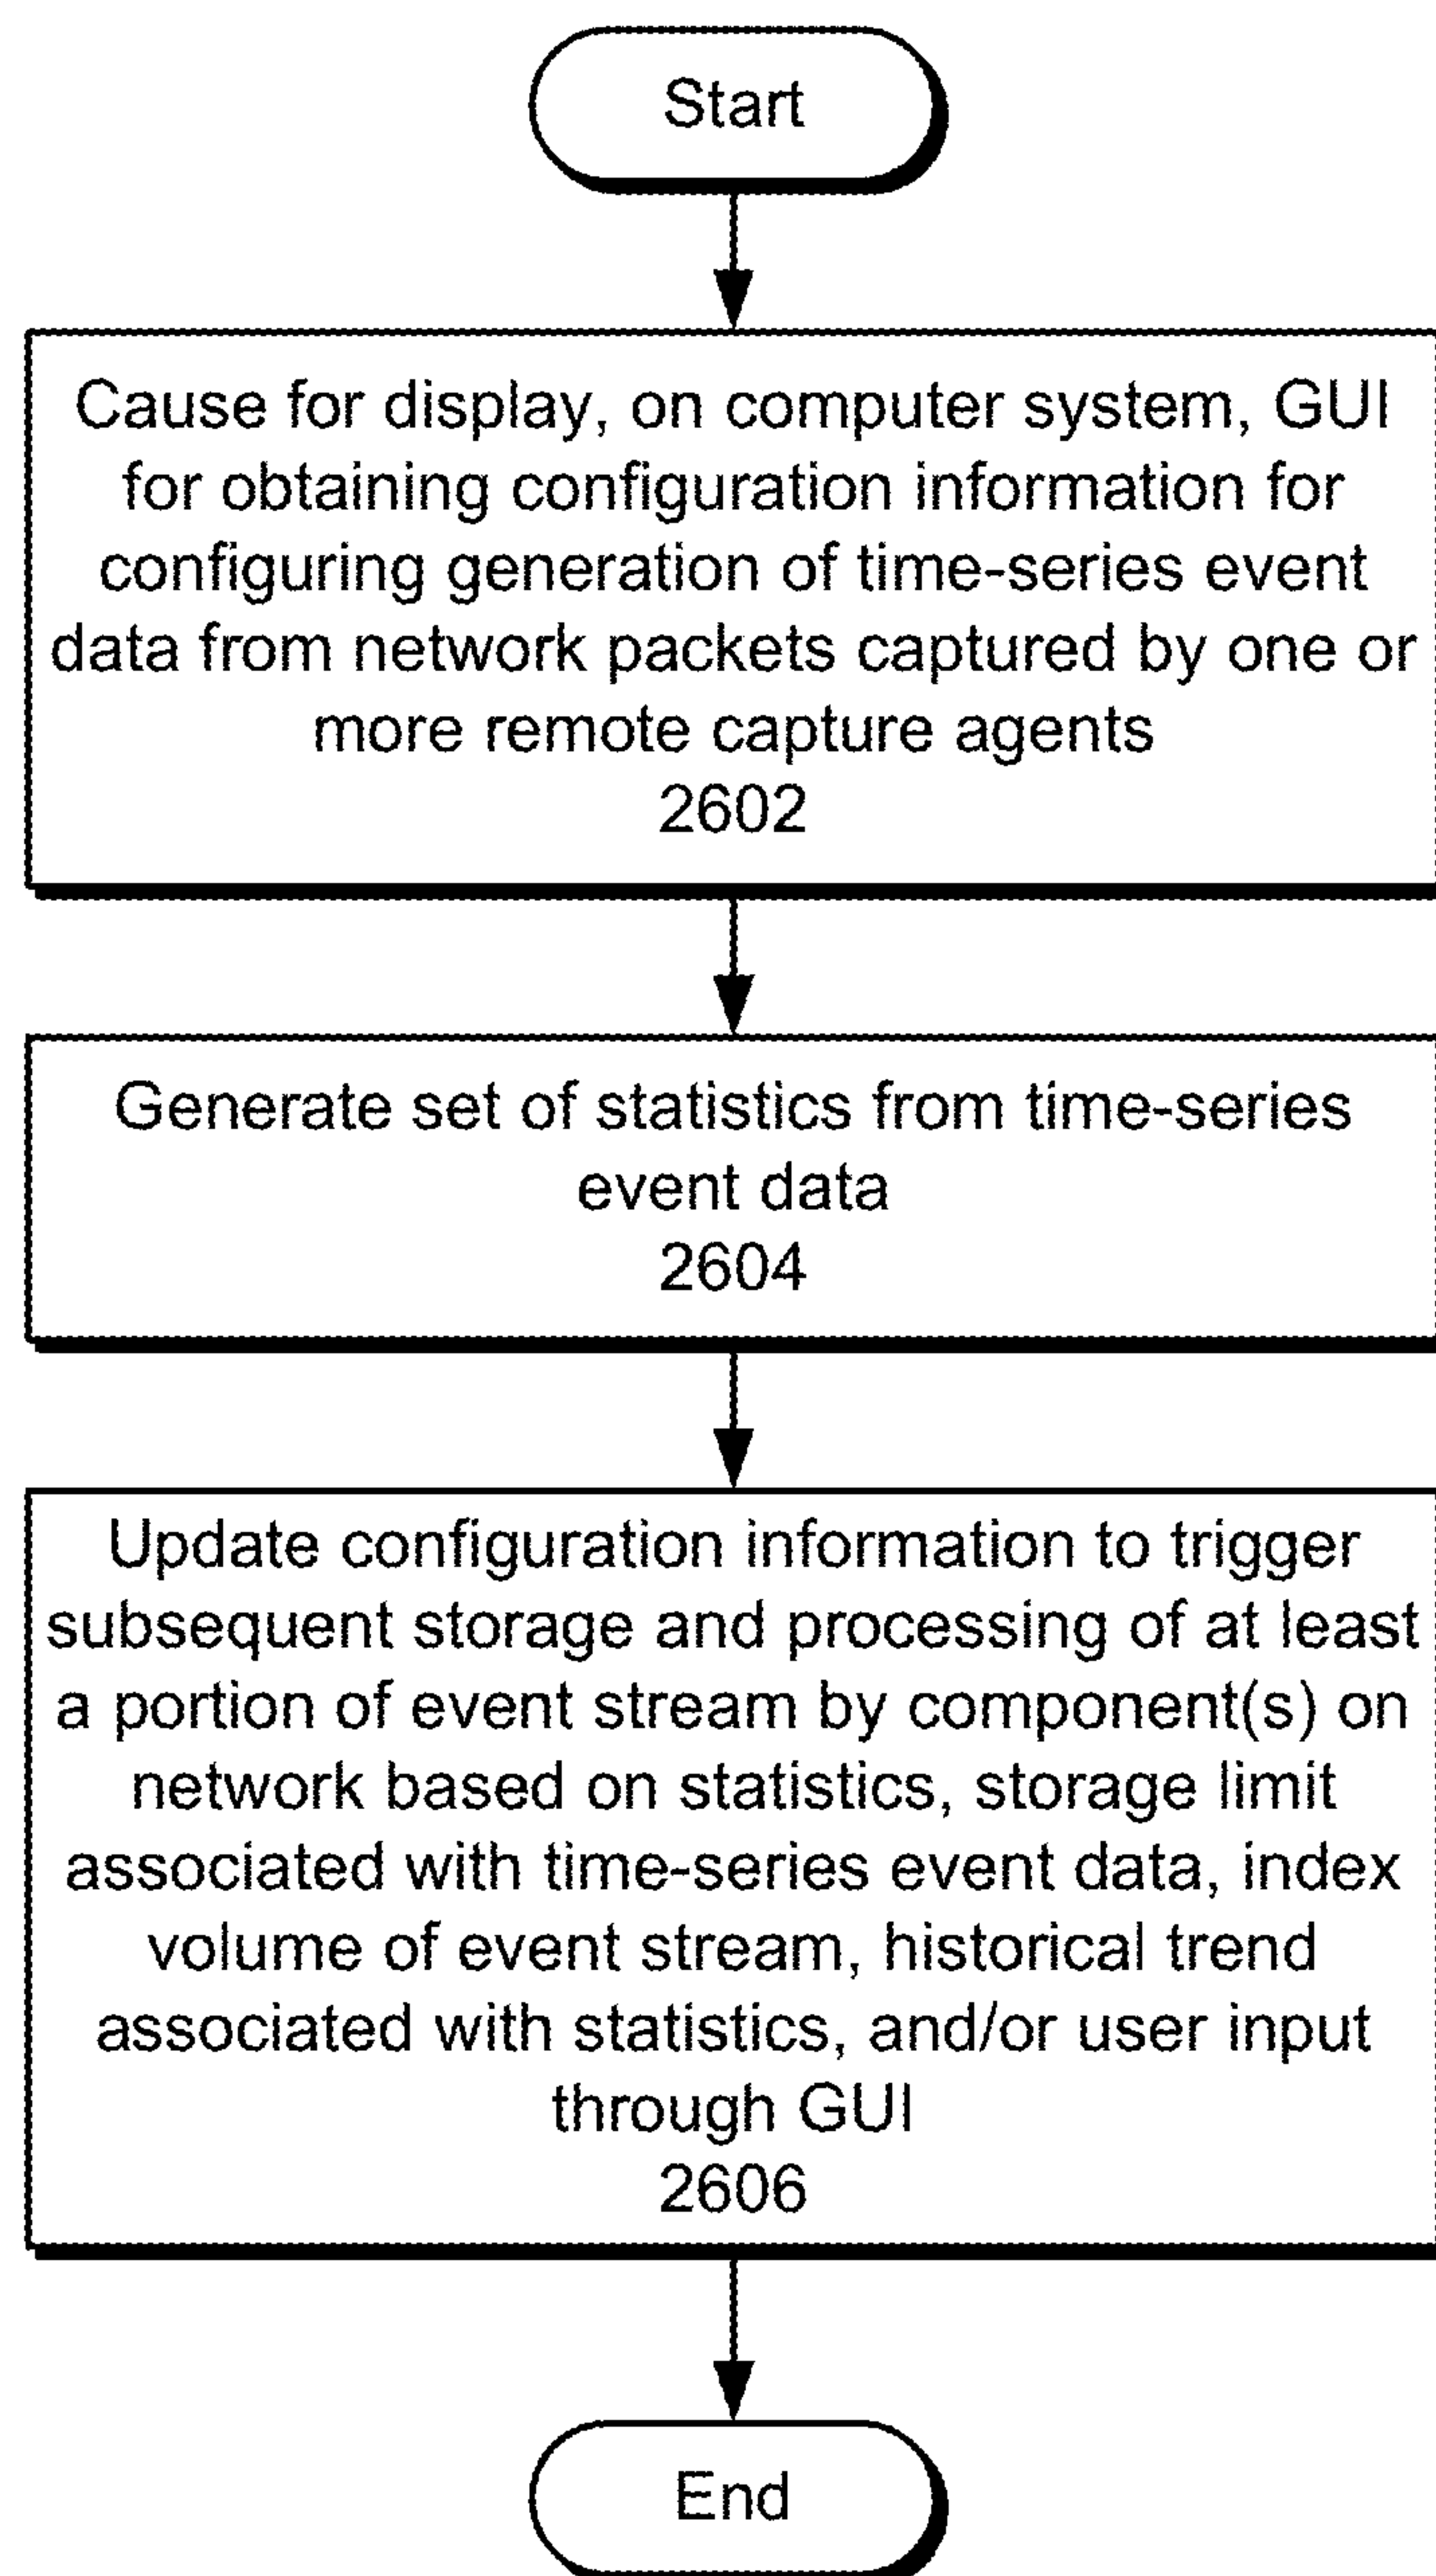 Start
Cause for display, on computer system, GUI
for obtaining configuration information for
configuring generation of time-series event
data from network packets captured by one or
more remote capture agents
2602
Generate set of statistics from time-series
event data
2604
Update configuration information to trigger
subsequent storage and processing of at least
a portion of event stream by component(s) on
network based on statistics, storage limit
associated with time-series event data, index
volume of event stream, historical trend
associated with statistics, and/or user input
through GUI
2606
End